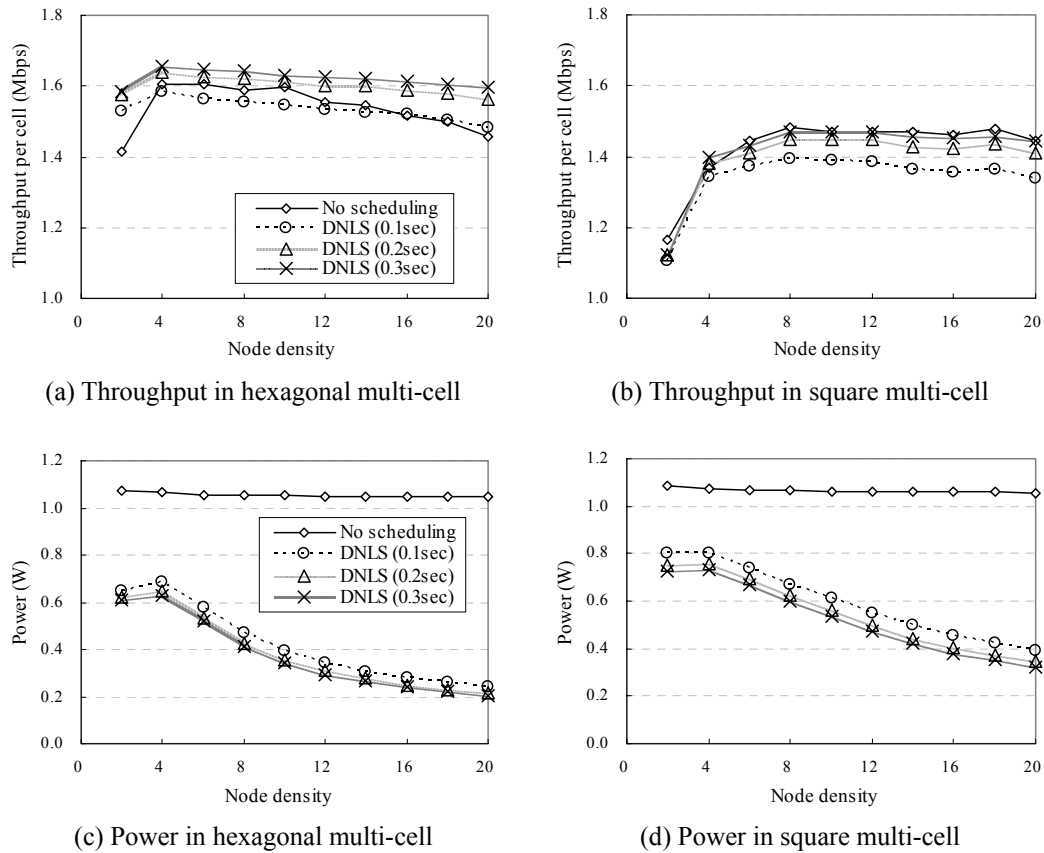 1.8
1.6
1.4
1.2
1.0
0
4
8
12
16
20
Throughput per cell (Mbps)
Node density
No scheduling
DNLS (0.1sec)
DNLS (0.2sec)
DNLS (0.3sec)
(a) Throughput in hexagonal multi-cell
1.8
1.6
1.4
1.2
1.0
0
4
8
12
16
20
Throughput per cell (Mbps)
Node density
(b) Throughput in square multi-cell
1.2
1.0
0.8
0.6
0.4
0.2
0.0
0
4
8
12
16
20
Power (W)
Node density
No scheduling
DNLS (0.1sec)
DNLS (0.2sec)
DNLS (0.3sec)
(c) Power in hexagonal multi-cell
1.2
1.0
0.8
0.6
0.4
0.2
0.0
0
4
8
12
16
20
Power (W)
Node density
(d) Power in square multi-cell